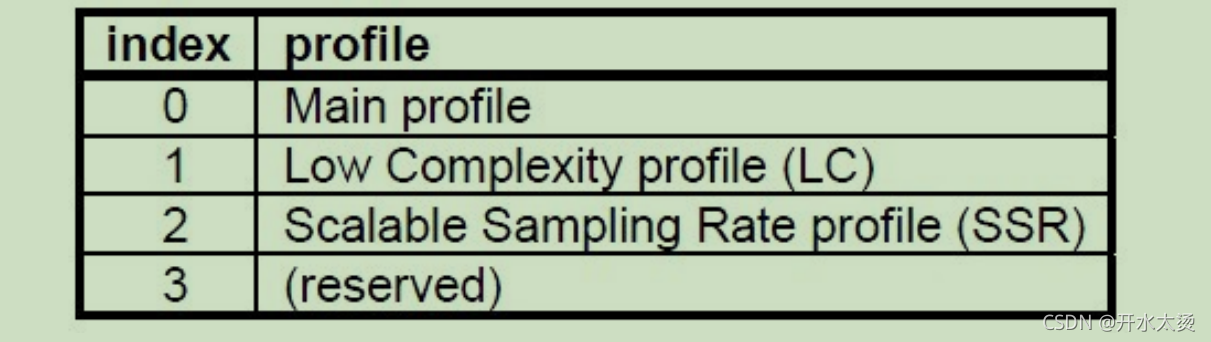 index profile
0 Main profile
1 Low Complexity profile (LC)
2 Scalable Sampling Rate profile (SSR)
3 (reserved)
CSDN @开水太烫